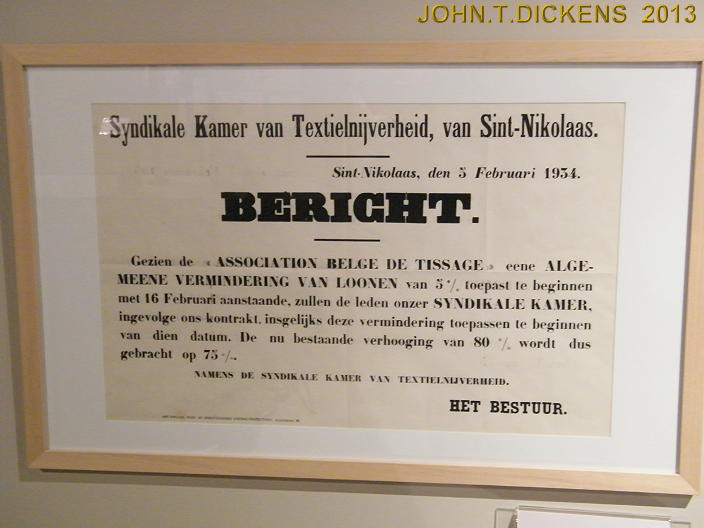 JOHN.T.DICKENS 2013
Syndikale Kamer van Textielnijverheid, van Sint-Nikolaas.
Sint-Nikolaas, den 5 Februari 1934.
BERICHT.
Gezien de « ASSOCIATION BELGE DE TISSAGE » eene ALGE-
MEENE VERMINDERING VAN LOONEN van 5 % toepast te beginnen
met 16 Februari aanstaande, zullen de leden onzer SYNDIKALE KAMER,
ingevolge ons kontrakt, insgelijks deze vermindering toepassen te beginnen
van dien datum. De nu bestaande verhooging van 80 % wordt dus
gebracht op 75 %.
NAMENS DE SYNDIKALE KAMER VAN TEXTIELNIJVERHEID.
HET BESTUUR.